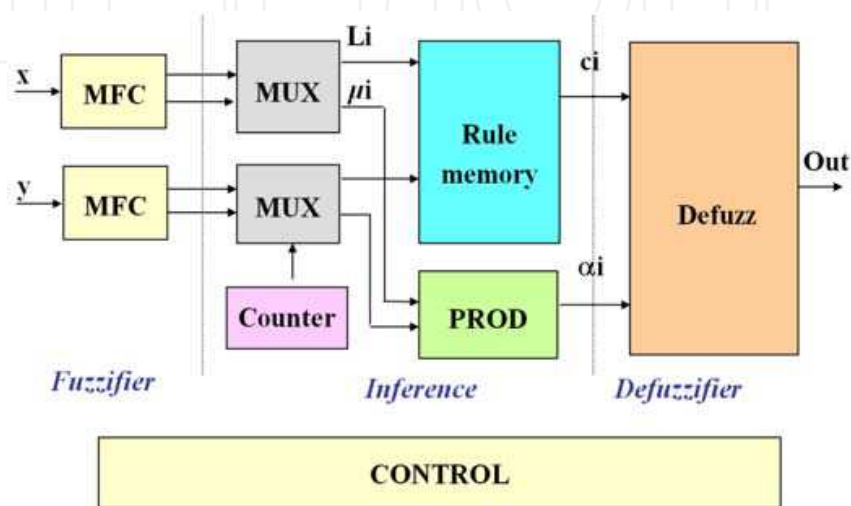 x
MFC
MUX
Li
μi
Rule
memory
ci
y
MFC
MUX
Defuzz
Out
αi
Counter
PROD
Fuzzifier
Inference
Defuzzifier
CONTROL